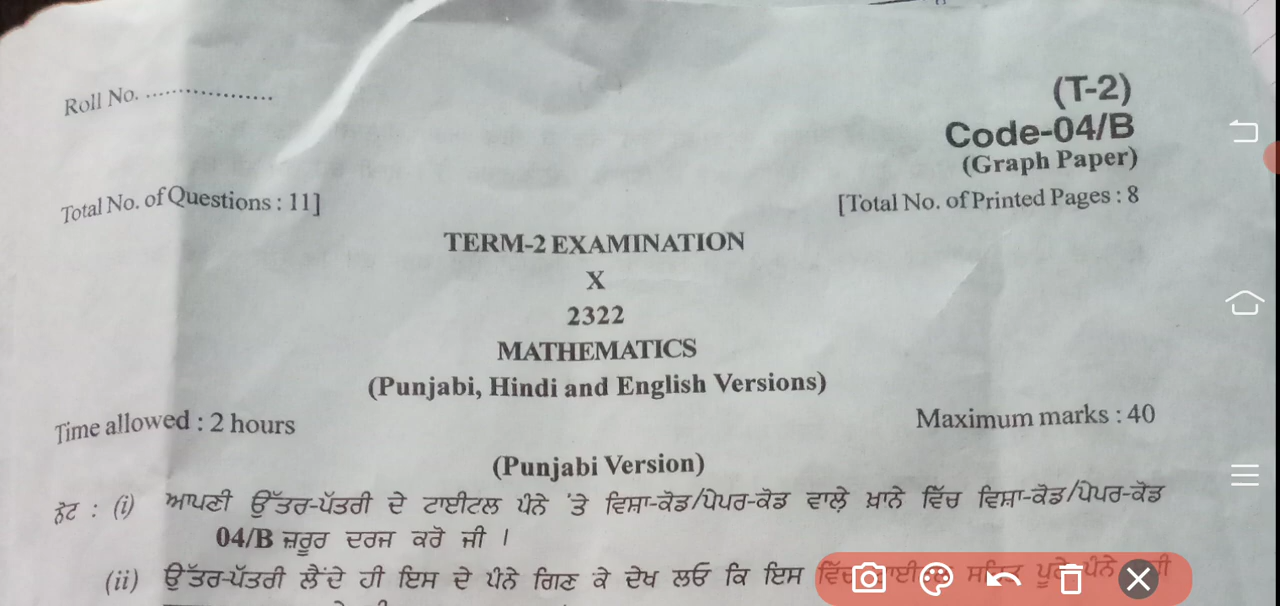 Roll No. ..................
(T-2)
Code-04/B
(Graph Paper)
Total No. of Questions : 11]
[Total No. of Printed Pages : 8
TERM-2 EXAMINATION
X
2322
MATHEMATICS
(Punjabi, Hindi and English Versions)
Time allowed : 2 hours
Maximum marks : 40
(Punjabi Version)
ਨੋਟ : (i) ਆਪਣੀ ਉੱਤਰ-ਪੱਤਰੀ ਦੇ ਟਾਈਟਲ ਪੰਨੇ 'ਤੇ ਵਿਸ਼ਾ-ਕੋਡ/ਪੇਪਰ-ਕੋਡ ਵਾਲੇ ਖ਼ਾਨੇ ਵਿੱਚ ਵਿਸ਼ਾ-ਕੋਡ/ਪੇਪਰ-ਕੋਡ
04/B ਜ਼ਰੂਰ ਦਰਜ ਕਰੋ ਜੀ ।
(ii) ਉੱਤਰ-ਪੱਤਰੀ ਲੈਂਦੇ ਹੀ ਇਸ ਦੇ ਪੰਨੇ ਗਿਣ ਕੇ ਦੇਖ ਲਓ ਕਿ ਇਸ ਵਿੱਚ ਸਹਿਤ ਪੂਰੇ ਪੰਨੇ